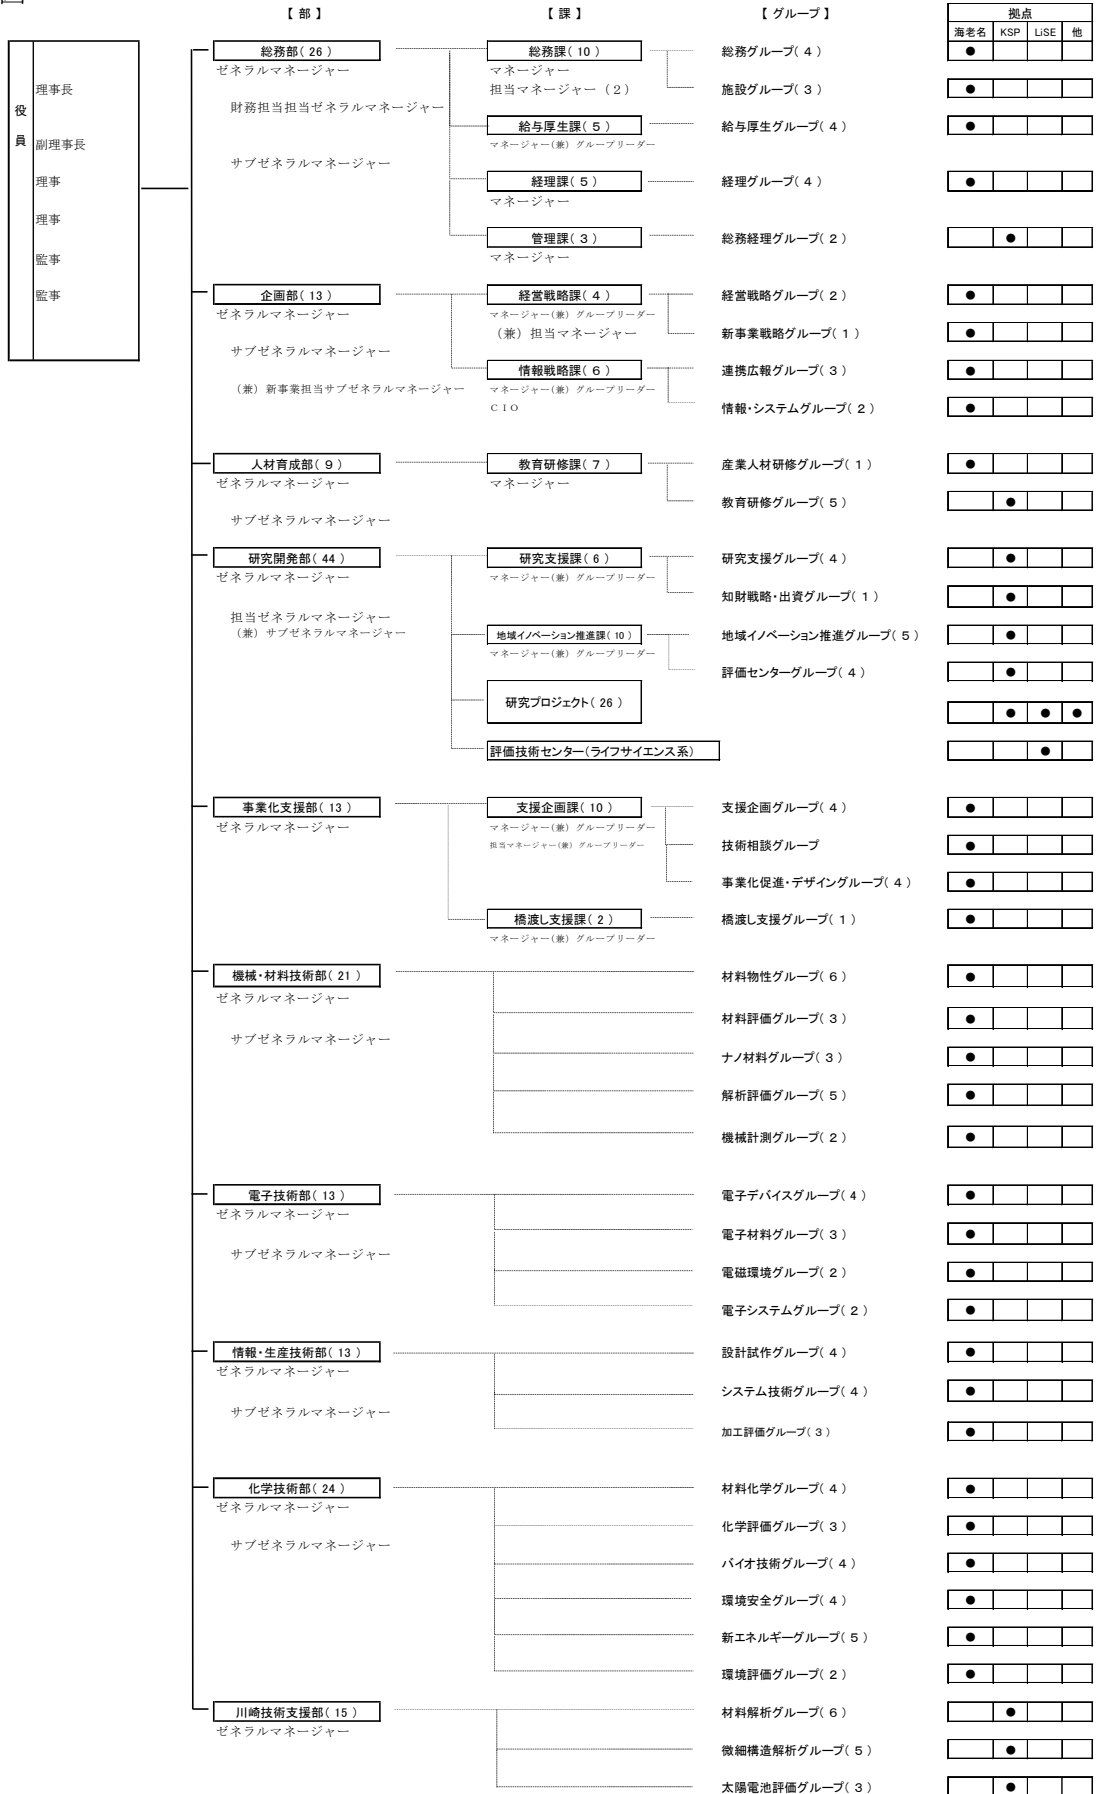 図
【 部 】 【 課 】 【 グループ 】 拠点
海老名 KSP LiSE 他
役員
理事長
副理事長
理事
理事
監事
監事
総務部( 26 ) 総務課( 10 ) 総務グループ( 4 ) ●
ゼネラルマネージャー マネージャー
担当マネージャー（２） 施設グループ( 3 ) ●
財務担当担当ゼネラルマネージャー
給与厚生課( 5 ) 給与厚生グループ( 4 ) ●
マネージャー(兼) グループリーダー
サブゼネラルマネージャー
経理課( 5 ) 経理グループ( 4 ) ●
マネージャー
管理課( 3 ) 総務経理グループ( 2 ) ●
マネージャー
企画部( 13 ) 経営戦略課( 4 ) 経営戦略グループ( 2 ) ●
ゼネラルマネージャー マネージャー(兼) グループリーダー
（兼）担当マネージャー 新事業戦略グループ( 1 ) ●
サブゼネラルマネージャー
情報戦略課( 6 ) 連携広報グループ( 3 ) ●
（兼）新事業担当サブゼネラルマネージャー マネージャー(兼) グループリーダー
ＣＩＯ 情報・システムグループ( 2 ) ●
人材育成部( 9 ) 教育研修課( 7 ) 産業人材研修グループ( 1 ) ●
ゼネラルマネージャー マネージャー
教育研修グループ( 5 ) ●
サブゼネラルマネージャー
研究開発部( 44 ) 研究支援課( 6 ) 研究支援グループ( 4 ) ●
ゼネラルマネージャー マネージャー(兼) グループリーダー
知財戦略・出資グループ( 1 ) ●
担当ゼネラルマネージャー
（兼）サブゼネラルマネージャー 地域イノベーション推進課( 10 ) 地域イノベーション推進グループ( 5 ) ●
マネージャー(兼) グループリーダー
評価センターグループ( 4 ) ●
研究プロジェクト( 26 ) ● ● ●
評価技術センター(ライフサイエンス系) ●
事業化支援部( 13 ) 支援企画課( 10 ) 支援企画グループ( 4 ) ●
ゼネラルマネージャー マネージャー(兼) グループリーダー
担当マネージャー(兼) グループリーダー 技術相談グループ ●
事業化促進・デザイングループ( 4 ) ●
橋渡し支援課( 2 ) 橋渡し支援グループ( 1 ) ●
マネージャー(兼) グループリーダー
機械・材料技術部( 21 ) 材料物性グループ( 6 ) ●
ゼネラルマネージャー
材料評価グループ( 3 ) ●
サブゼネラルマネージャー
ナノ材料グループ( 3 ) ●
解析評価グループ( 5 ) ●
機械計測グループ( 2 ) ●
電子技術部( 13 ) 電子デバイスグループ( 4 ) ●
ゼネラルマネージャー
電子材料グループ( 3 ) ●
サブゼネラルマネージャー
電磁環境グループ( 2 ) ●
電子システムグループ( 2 ) ●
情報・生産技術部( 13 ) 設計試作グループ( 4 ) ●
ゼネラルマネージャー
システム技術グループ( 4 ) ●
サブゼネラルマネージャー
加工評価グループ( 3 ) ●
化学技術部( 24 ) 材料化学グループ( 4 ) ●
ゼネラルマネージャー
化学評価グループ( 3 ) ●
サブゼネラルマネージャー
バイオ技術グループ( 4 ) ●
環境安全グループ( 4 ) ●
新エネルギーグループ( 5 ) ●
環境評価グループ( 2 ) ●
川崎技術支援部( 15 ) 材料解析グループ( 6 ) ●
ゼネラルマネージャー
微細構造解析グループ( 5 ) ●
太陽電池評価グループ( 3 ) ●